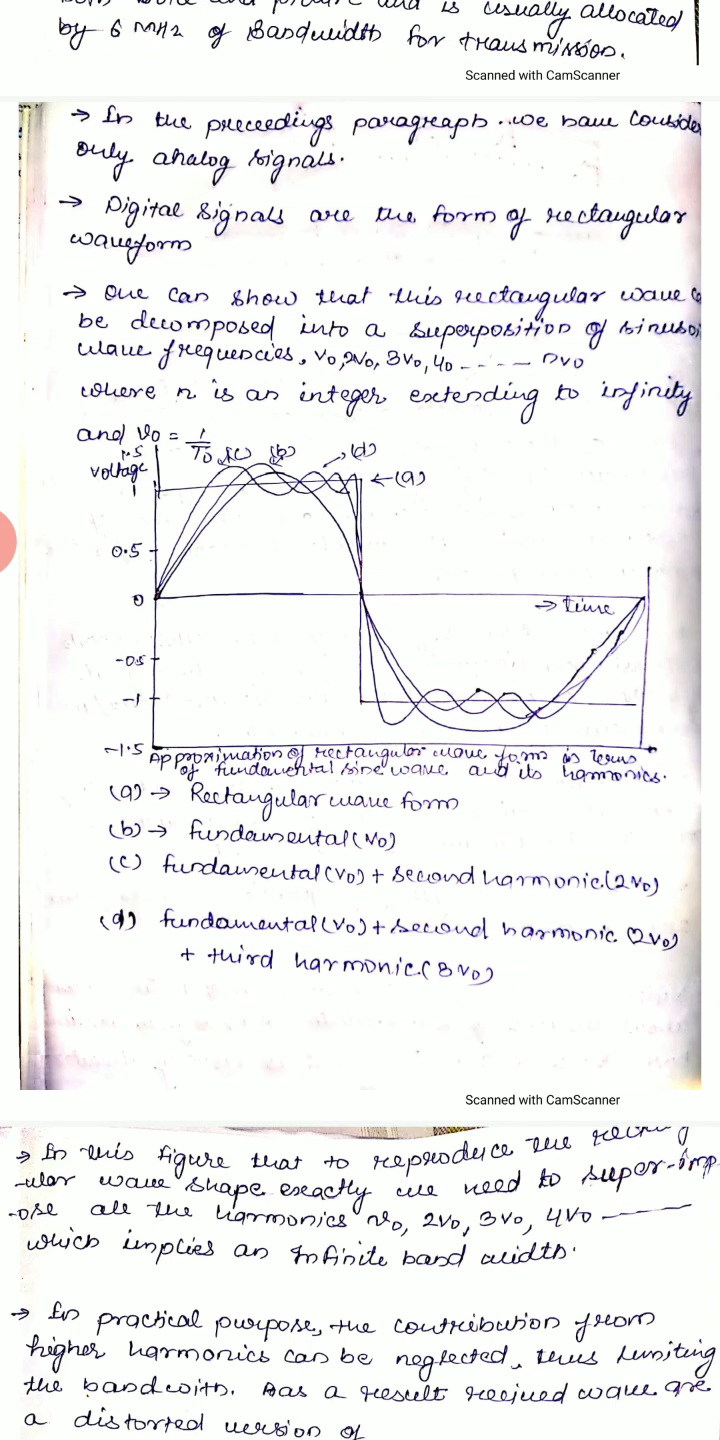 is usually allocated
by 6 MHz of Bandwidth for transmission.
Scanned with CamScanner
→ In the preceedings paragraph .. we have conside
only analog signals.
→ Digital signals are the form of rectangular
waveform
→ One can show that this rectangular wave
be decomposed into a superposition of sinuso
wave frequencies, ν0, 2ν0, 3ν0, 40 - - - - - nν0
where n is an integer extending to infinity
and ν0 = 1/T0
1.5 (c) (b) (d)
voltage
1 ←(a)
0.5
0 → time
-0.5
-1
-1.5 Approximation of rectangular wave form in terms
of fundamental sine wave and its harmonics.
(a) → Rectangular wave form
(b) → fundamental (ν0)
(c) fundamental (ν0) + second harmonic. (2ν0)
(d) fundamental (ν0) + second harmonic (2ν0)
+ third harmonic. (3ν0)
Scanned with CamScanner
→ In this figure that to reproduce the
-ular wave shape exactly we need to super-imp
-ose all the harmonics ν0, 2ν0, 3ν0, 4ν0 ———
which implies an Infinite band width.
→ In practical purpose, the contribution from
higher harmonics can be neglected, thus limiting
the bandwith. Aas a result recived wave are
a distorted version of